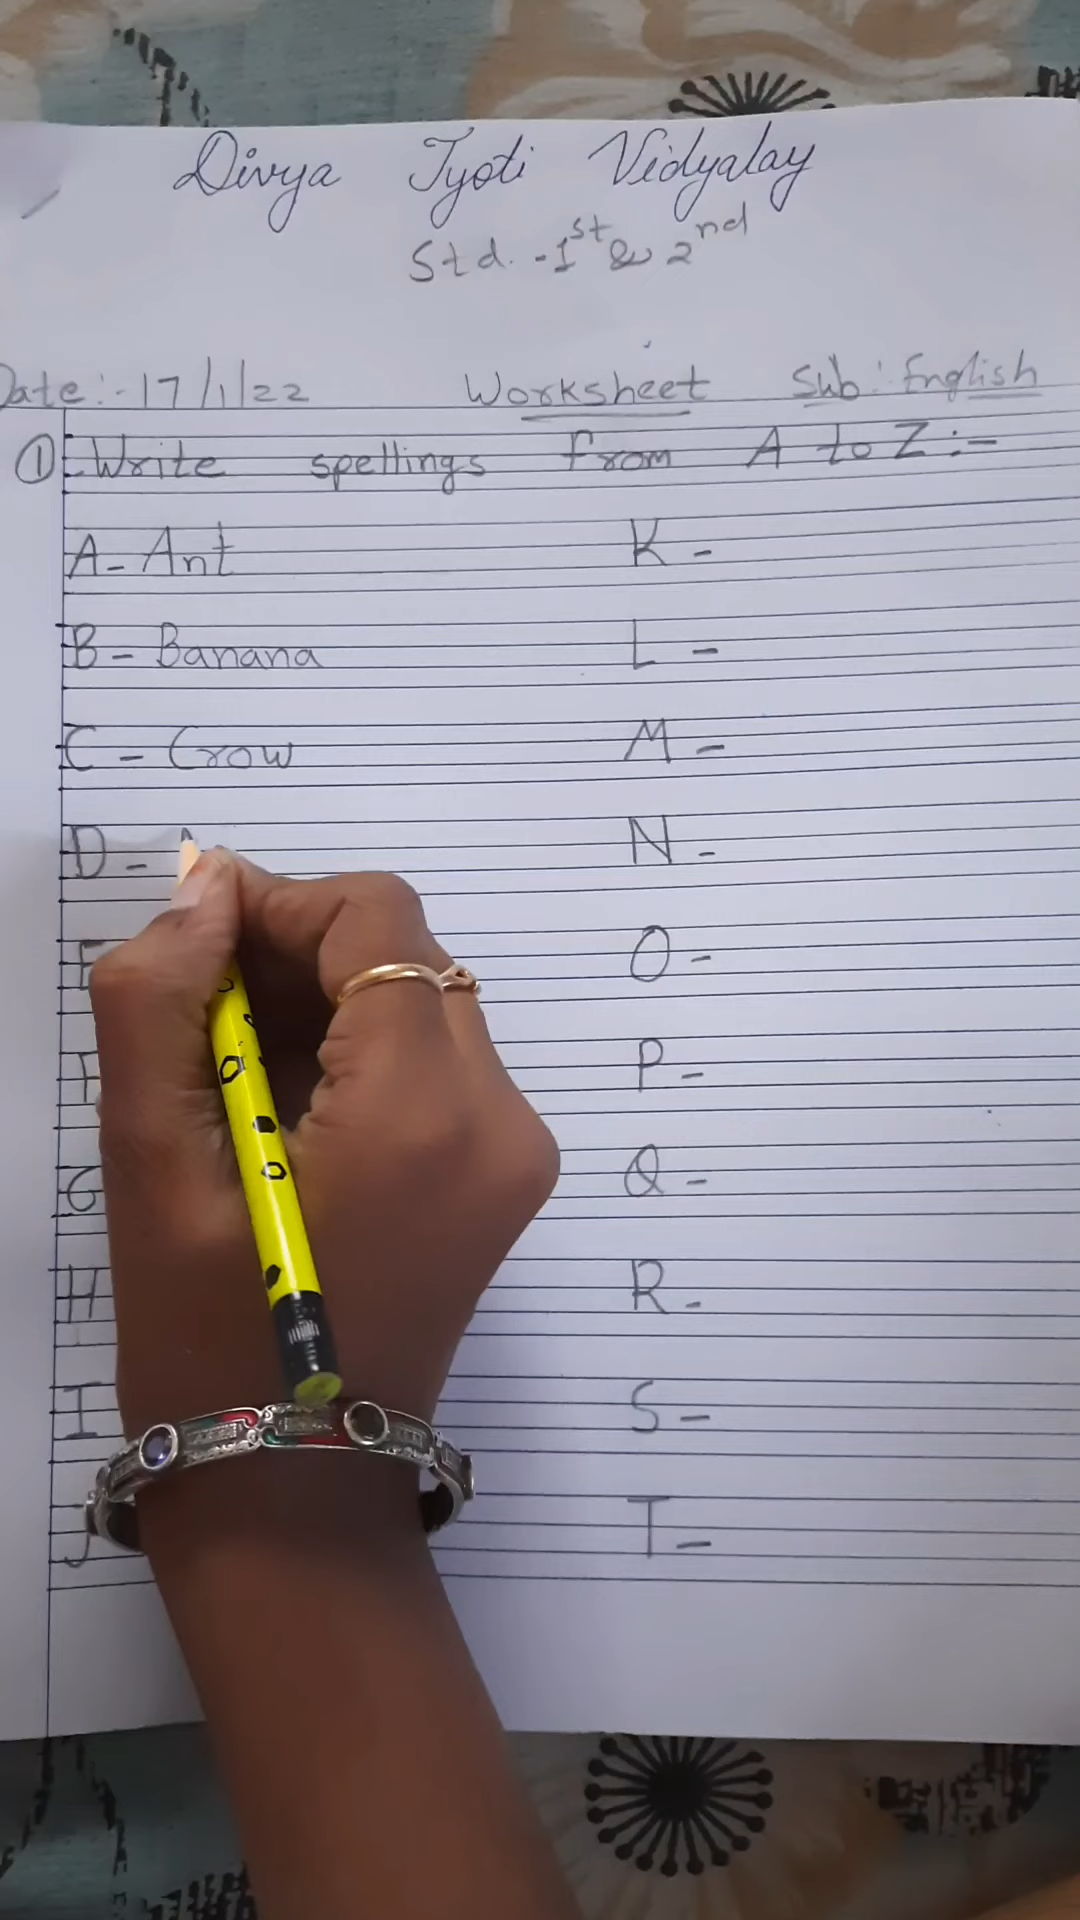 Divya Jyoti Vidyalay
Std. - 1st & 2nd
Date:- 17/1/22 Worksheet Sub: English
① Write spellings from A to Z :-
A - Ant K -
B - Banana L -
C - Crow M -
D - N -
E O -
F P -
G Q -
H R -
I S -
J T -